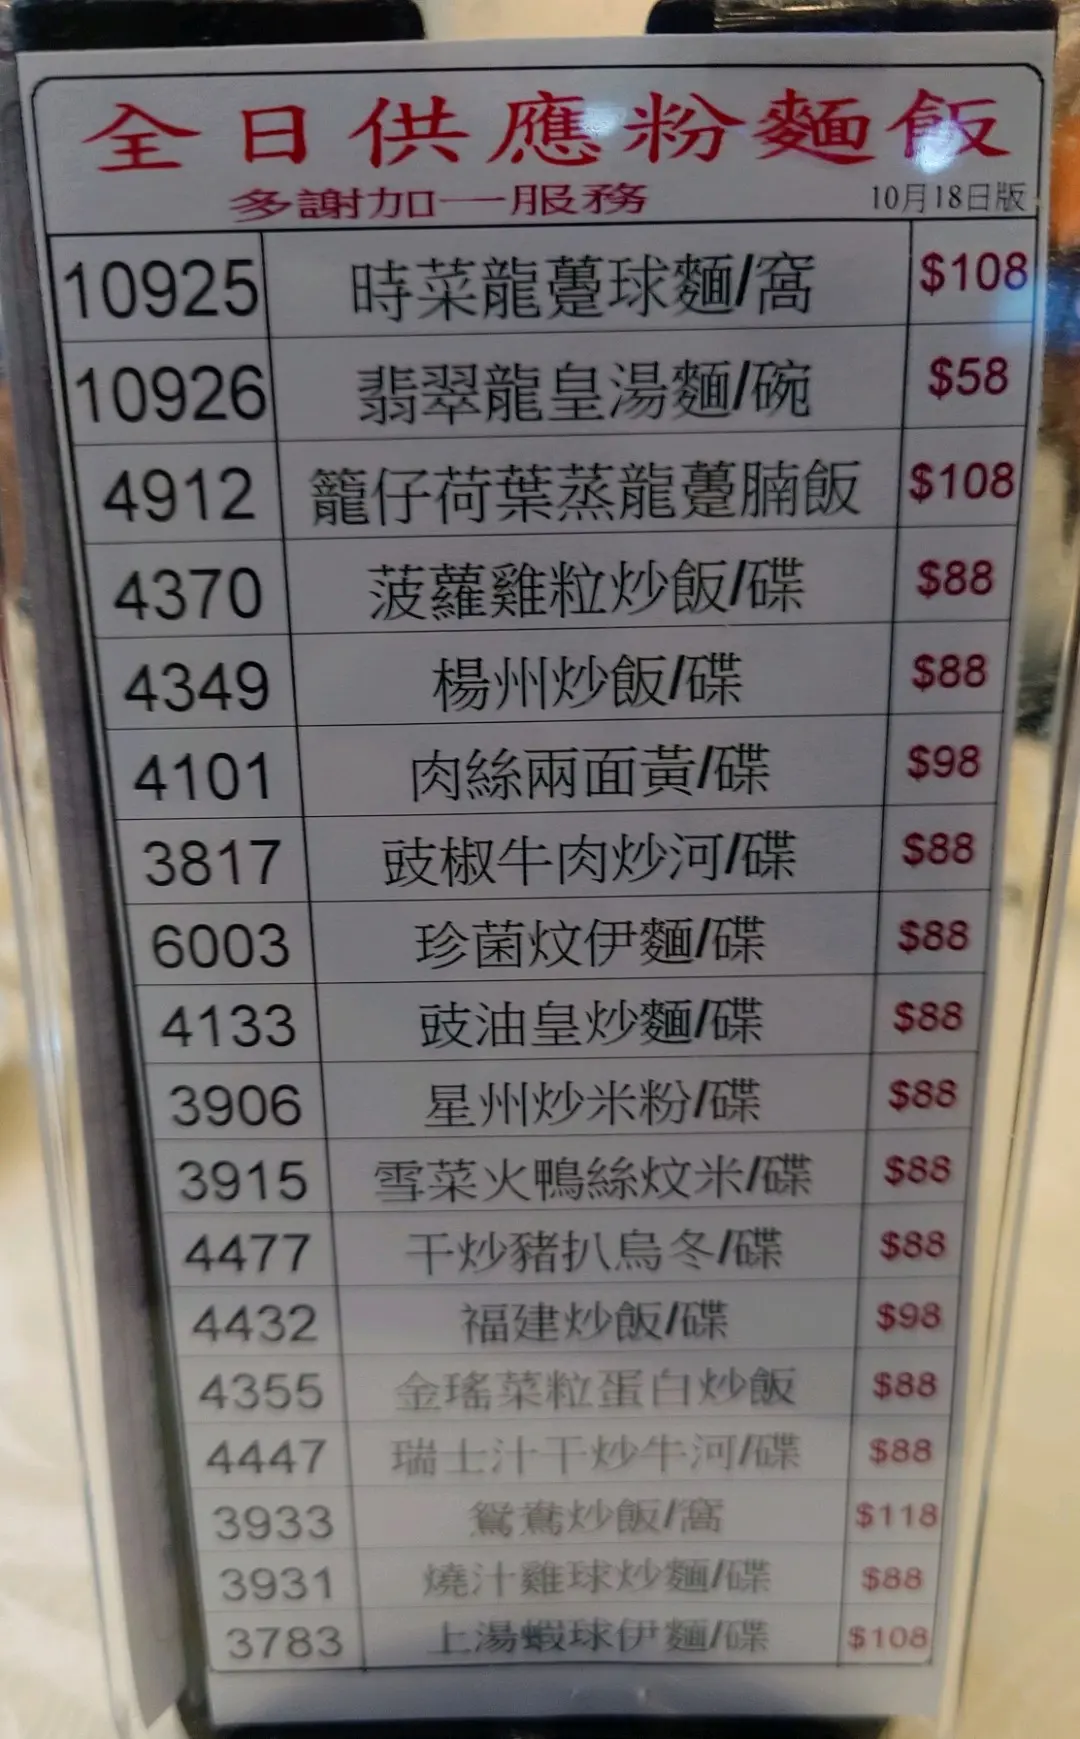 全日供應粉麵飯
多謝加一服務 10月18日版
10925 時菜龍躉球麵/窩 $108
10926 翡翠龍皇湯麵/碗 $58
4912 籠仔荷葉蒸龍躉腩飯 $108
4370 菠蘿雞粒炒飯/碟 $88
4349 楊州炒飯/碟 $88
4101 肉絲兩面黃/碟 $98
3817 豉椒牛肉炒河/碟 $88
6003 珍菌炆伊麵/碟 $88
4133 豉油皇炒麵/碟 $88
3906 星州炒米粉/碟 $88
3915 雪菜火鴨絲炆米/碟 $88
4477 干炒豬扒烏冬/碟 $88
4432 福建炒飯/碟 $98
4355 金瑤菜粒蛋白炒飯 $88
4447 瑞士汁干炒牛河/碟 $88
3933 鴛鴦炒飯/窩 $118
3931 燒汁雞球炒麵/碟 $88
3783 上湯蝦球伊麵/碟 $108